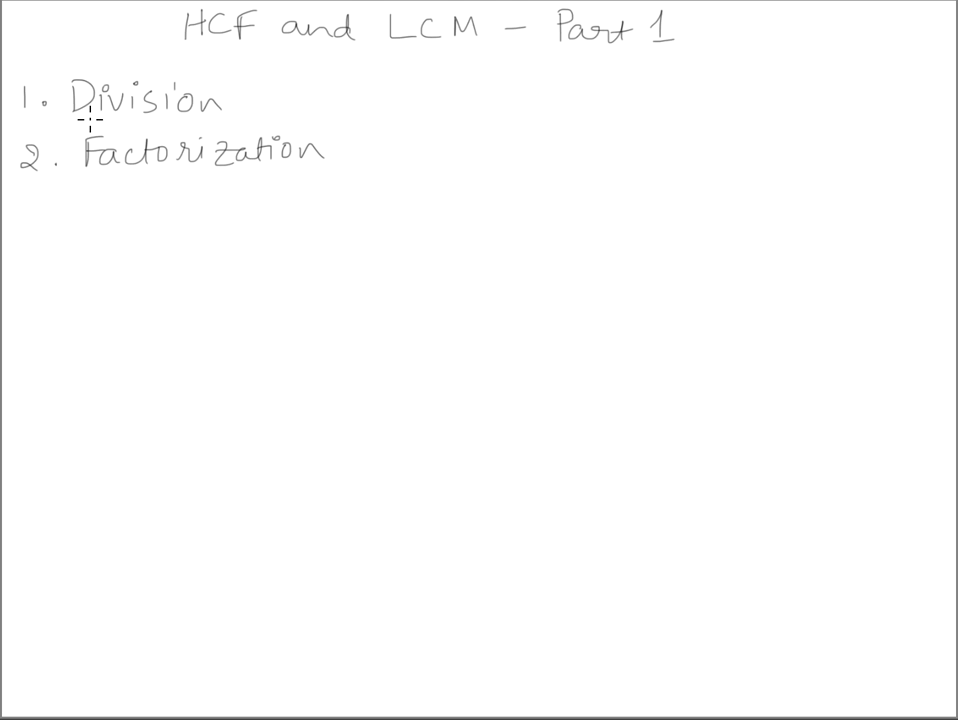 HCF and LCM - Part 1
1. Division
2. Factorization